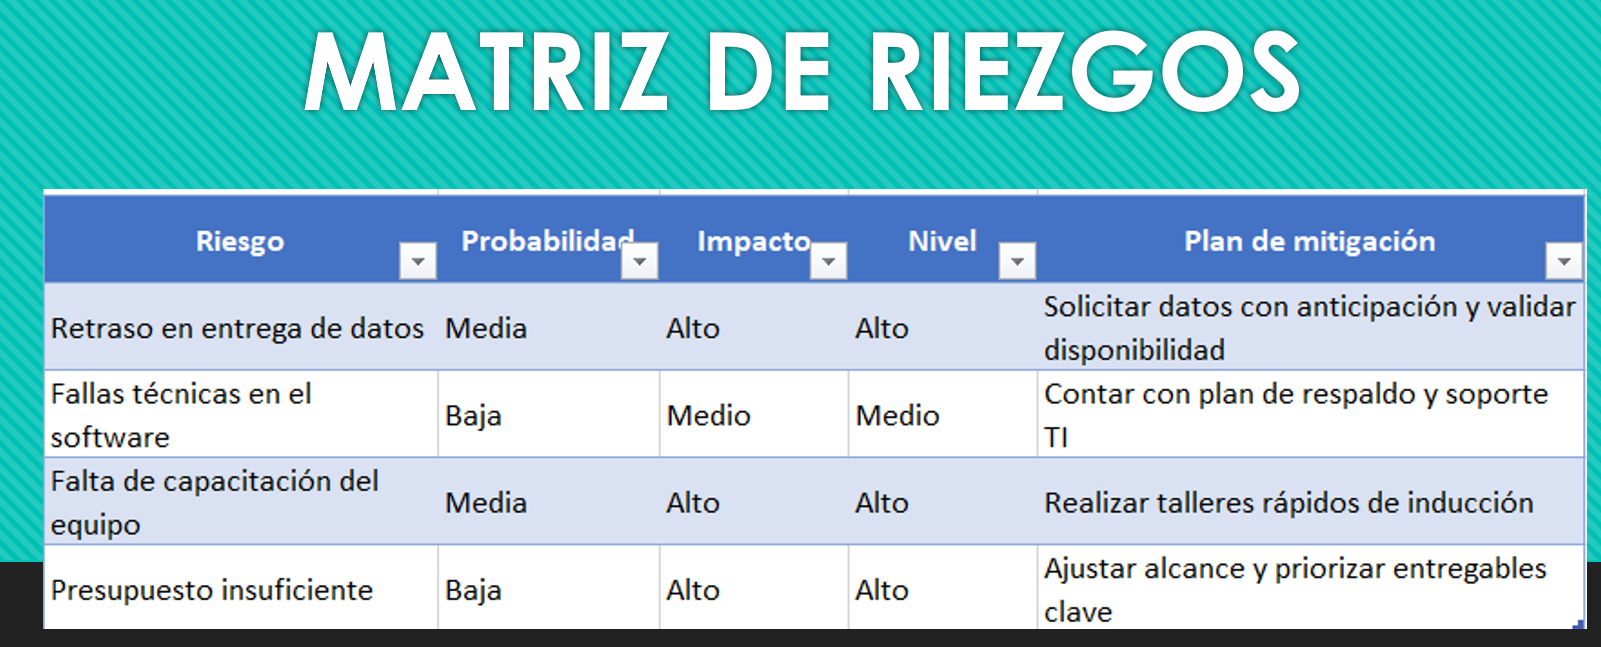 MATRIZ DE RIEZGOS
Riesgo Probabilidad Impacto Nivel Plan de mitigación
Retraso en entrega de datos Media Alto Alto Solicitar datos con anticipación y validar
disponibilidad
Fallas técnicas en el
software Baja Medio Medio Contar con plan de respaldo y soporte
TI
Falta de capacitación del
equipo Media Alto Alto Realizar talleres rápidos de inducción
Presupuesto insuficiente Baja Alto Alto Ajustar alcance y priorizar entregables
clave